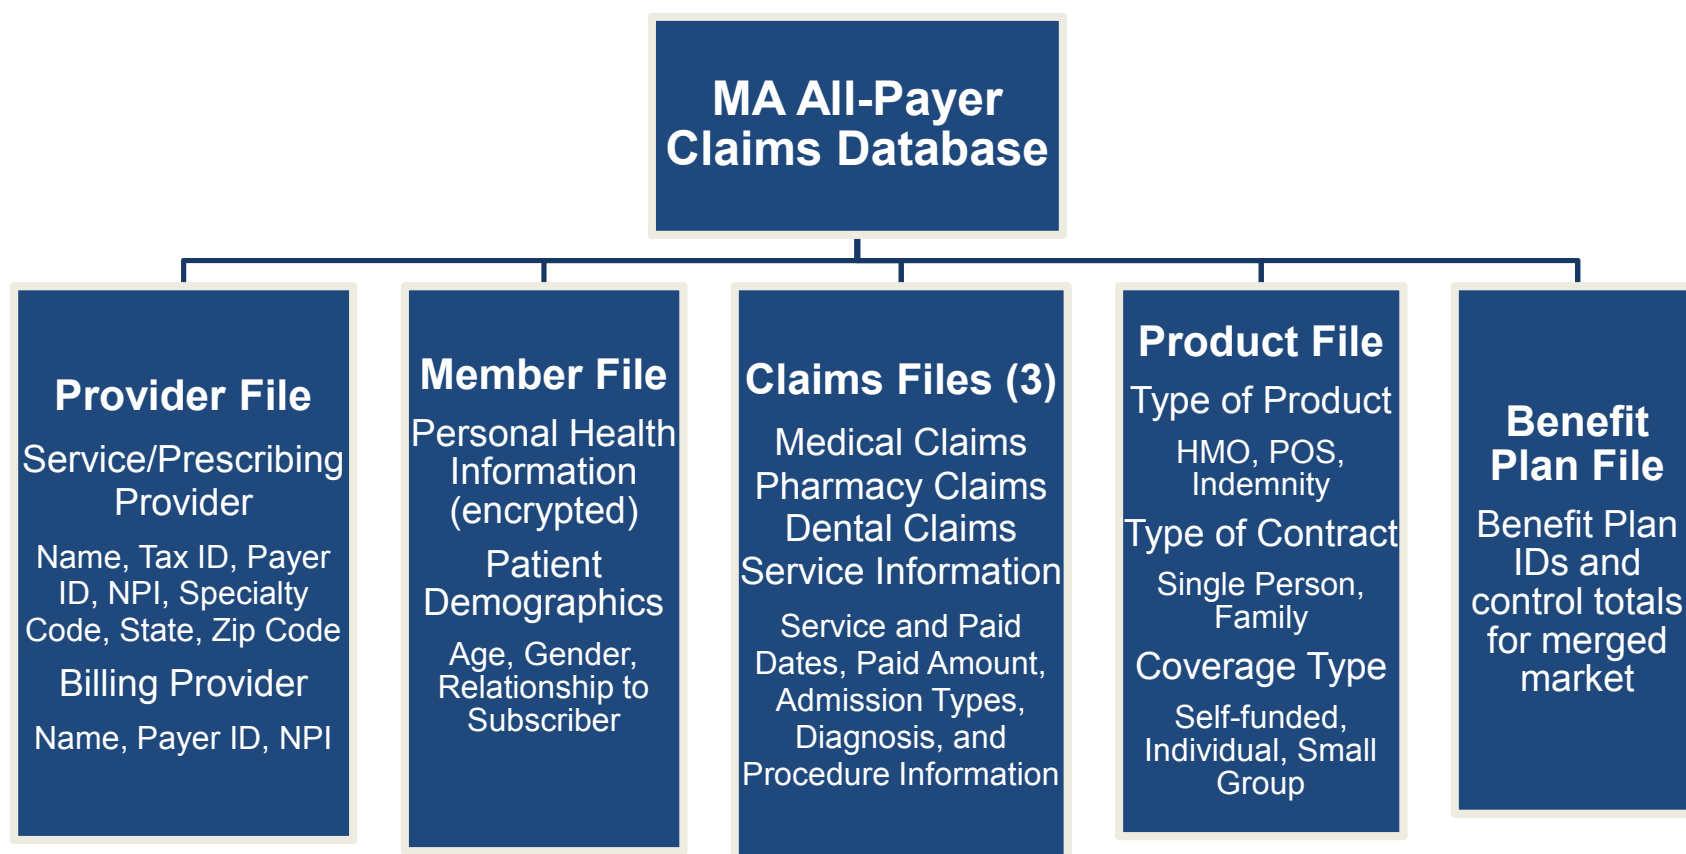 MA All-Payer
Claims Database
Provider File
Service/Prescribing
Provider
Name, Tax ID, Payer
ID, NPI, Specialty
Code, State, Zip Code
Billing Provider
Name, Payer ID, NPI
Member File
Personal Health
Information
(encrypted)
Patient
Demographics
Age, Gender,
Relationship to
Subscriber
Claims Files (3)
Medical Claims
Pharmacy Claims
Dental Claims
Service Information
Service and Paid
Dates, Paid Amount,
Admission Types,
Diagnosis, and
Procedure Information
Product File
Type of Product
HMO, POS,
Indemnity
Type of Contract
Single Person,
Family
Coverage Type
Self-funded,
Individual, Small
Group
Benefit
Plan File
Benefit Plan
IDs and
control totals
for merged
market